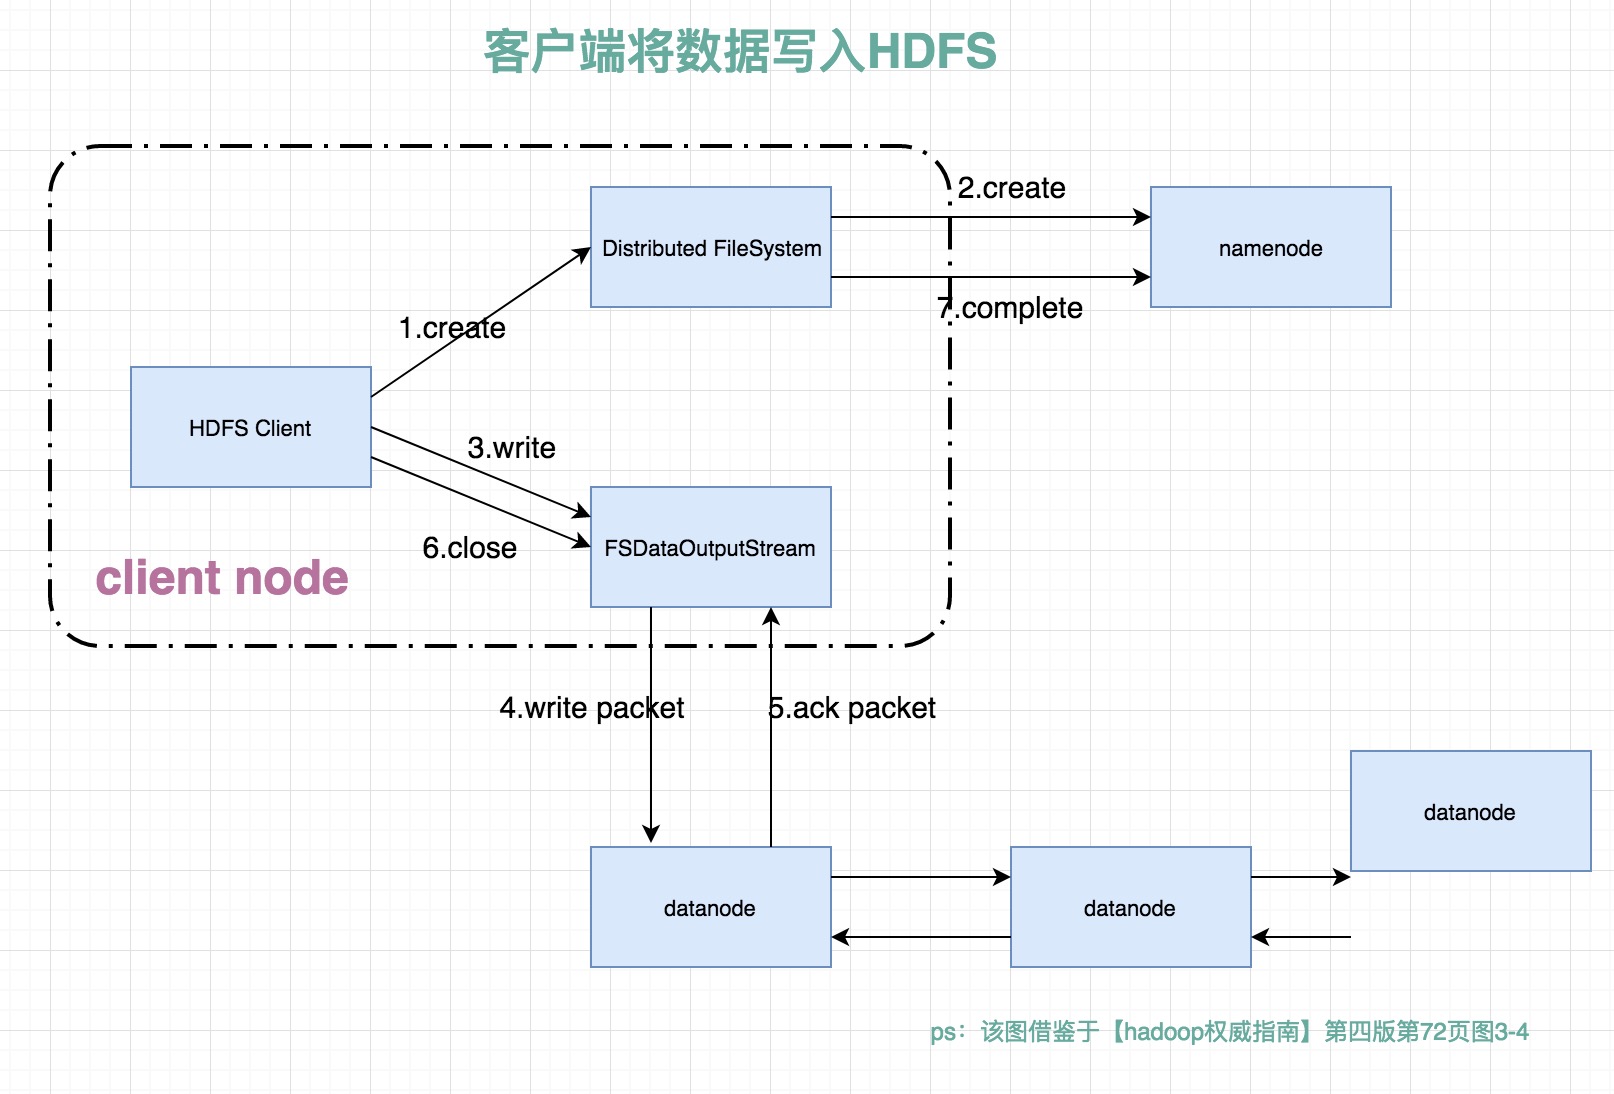 客户端将数据写入HDFS
2.create
Distributed FileSystem
namenode
7.complete
1.create
HDFS Client
3.write
6.close
FSDataOutputStream
client node
4.write packet
5.ack packet
datanode
datanode
datanode
ps：该图借鉴于【hadoop权威指南】第四版第72页图3-4